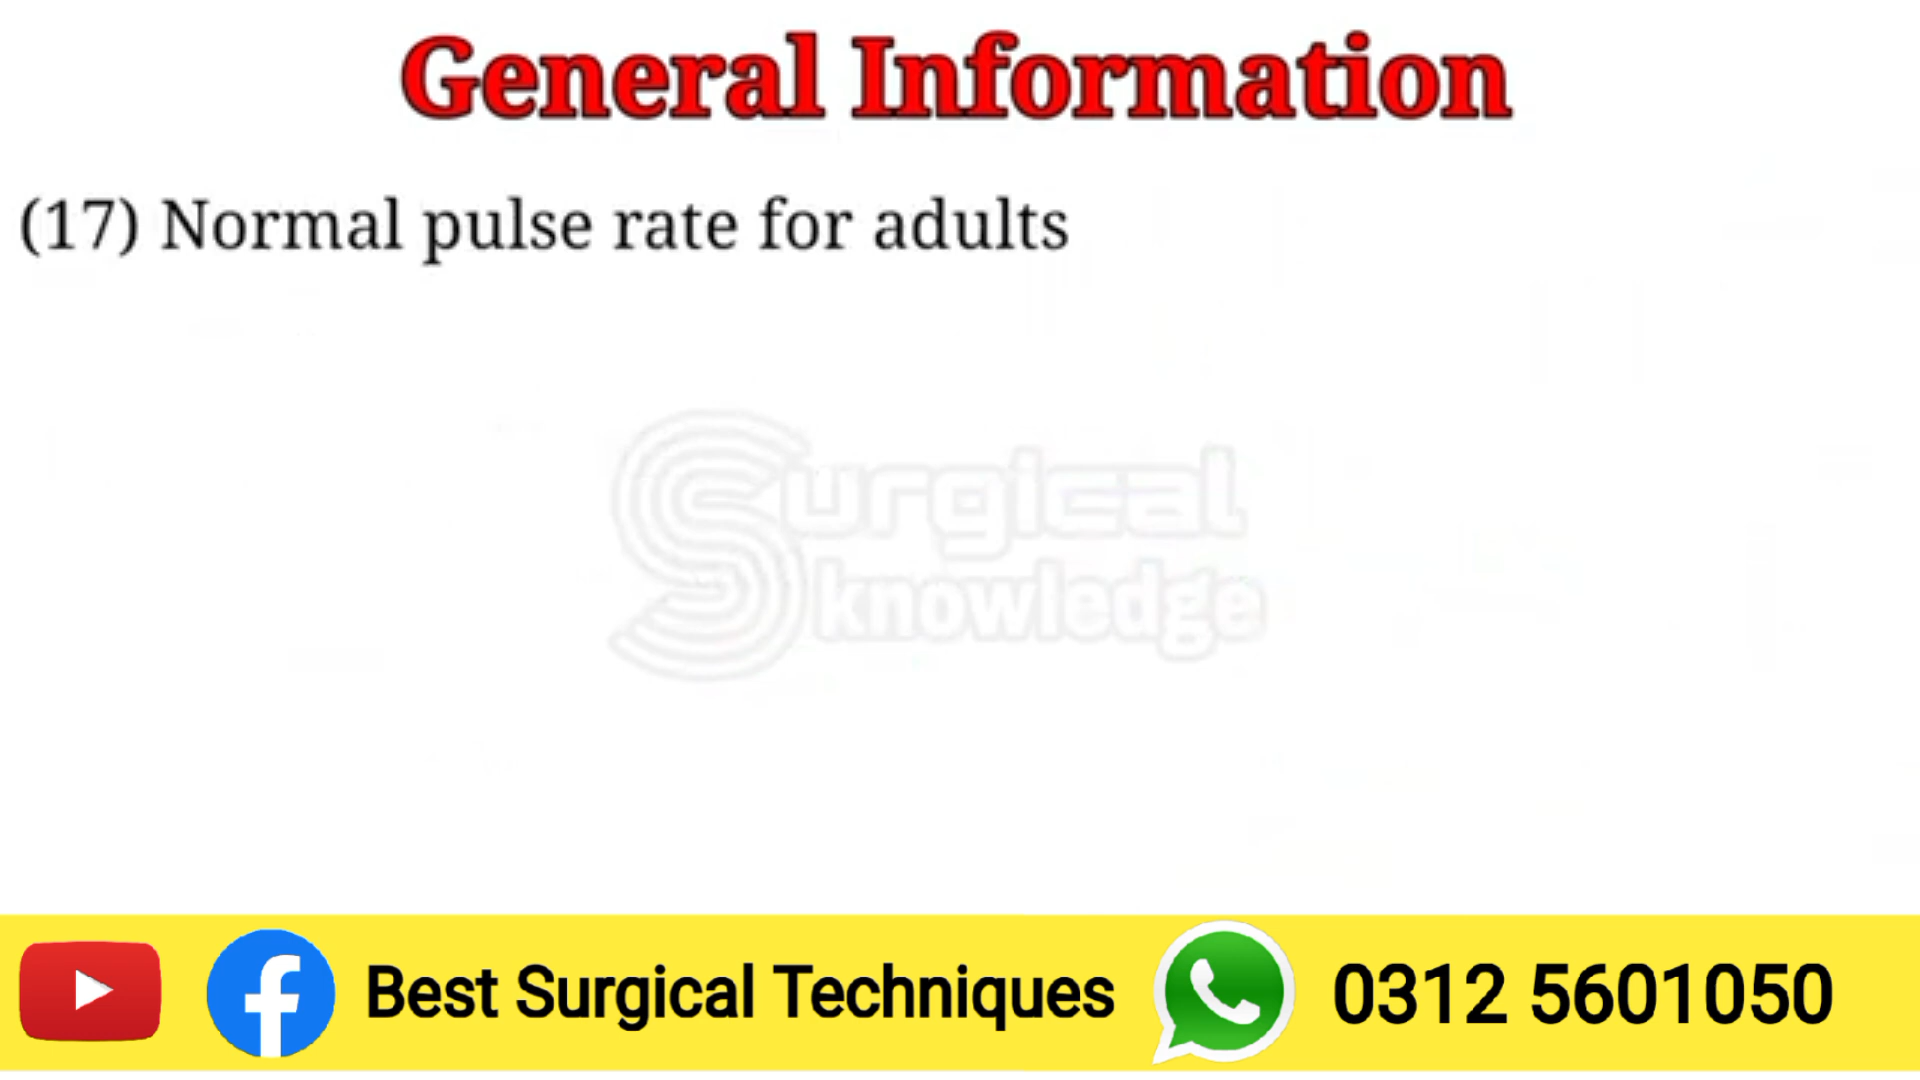 General Information
(17) Normal pulse rate for adults
Surgical
knowledge
Best Surgical Techniques 0312 5601050